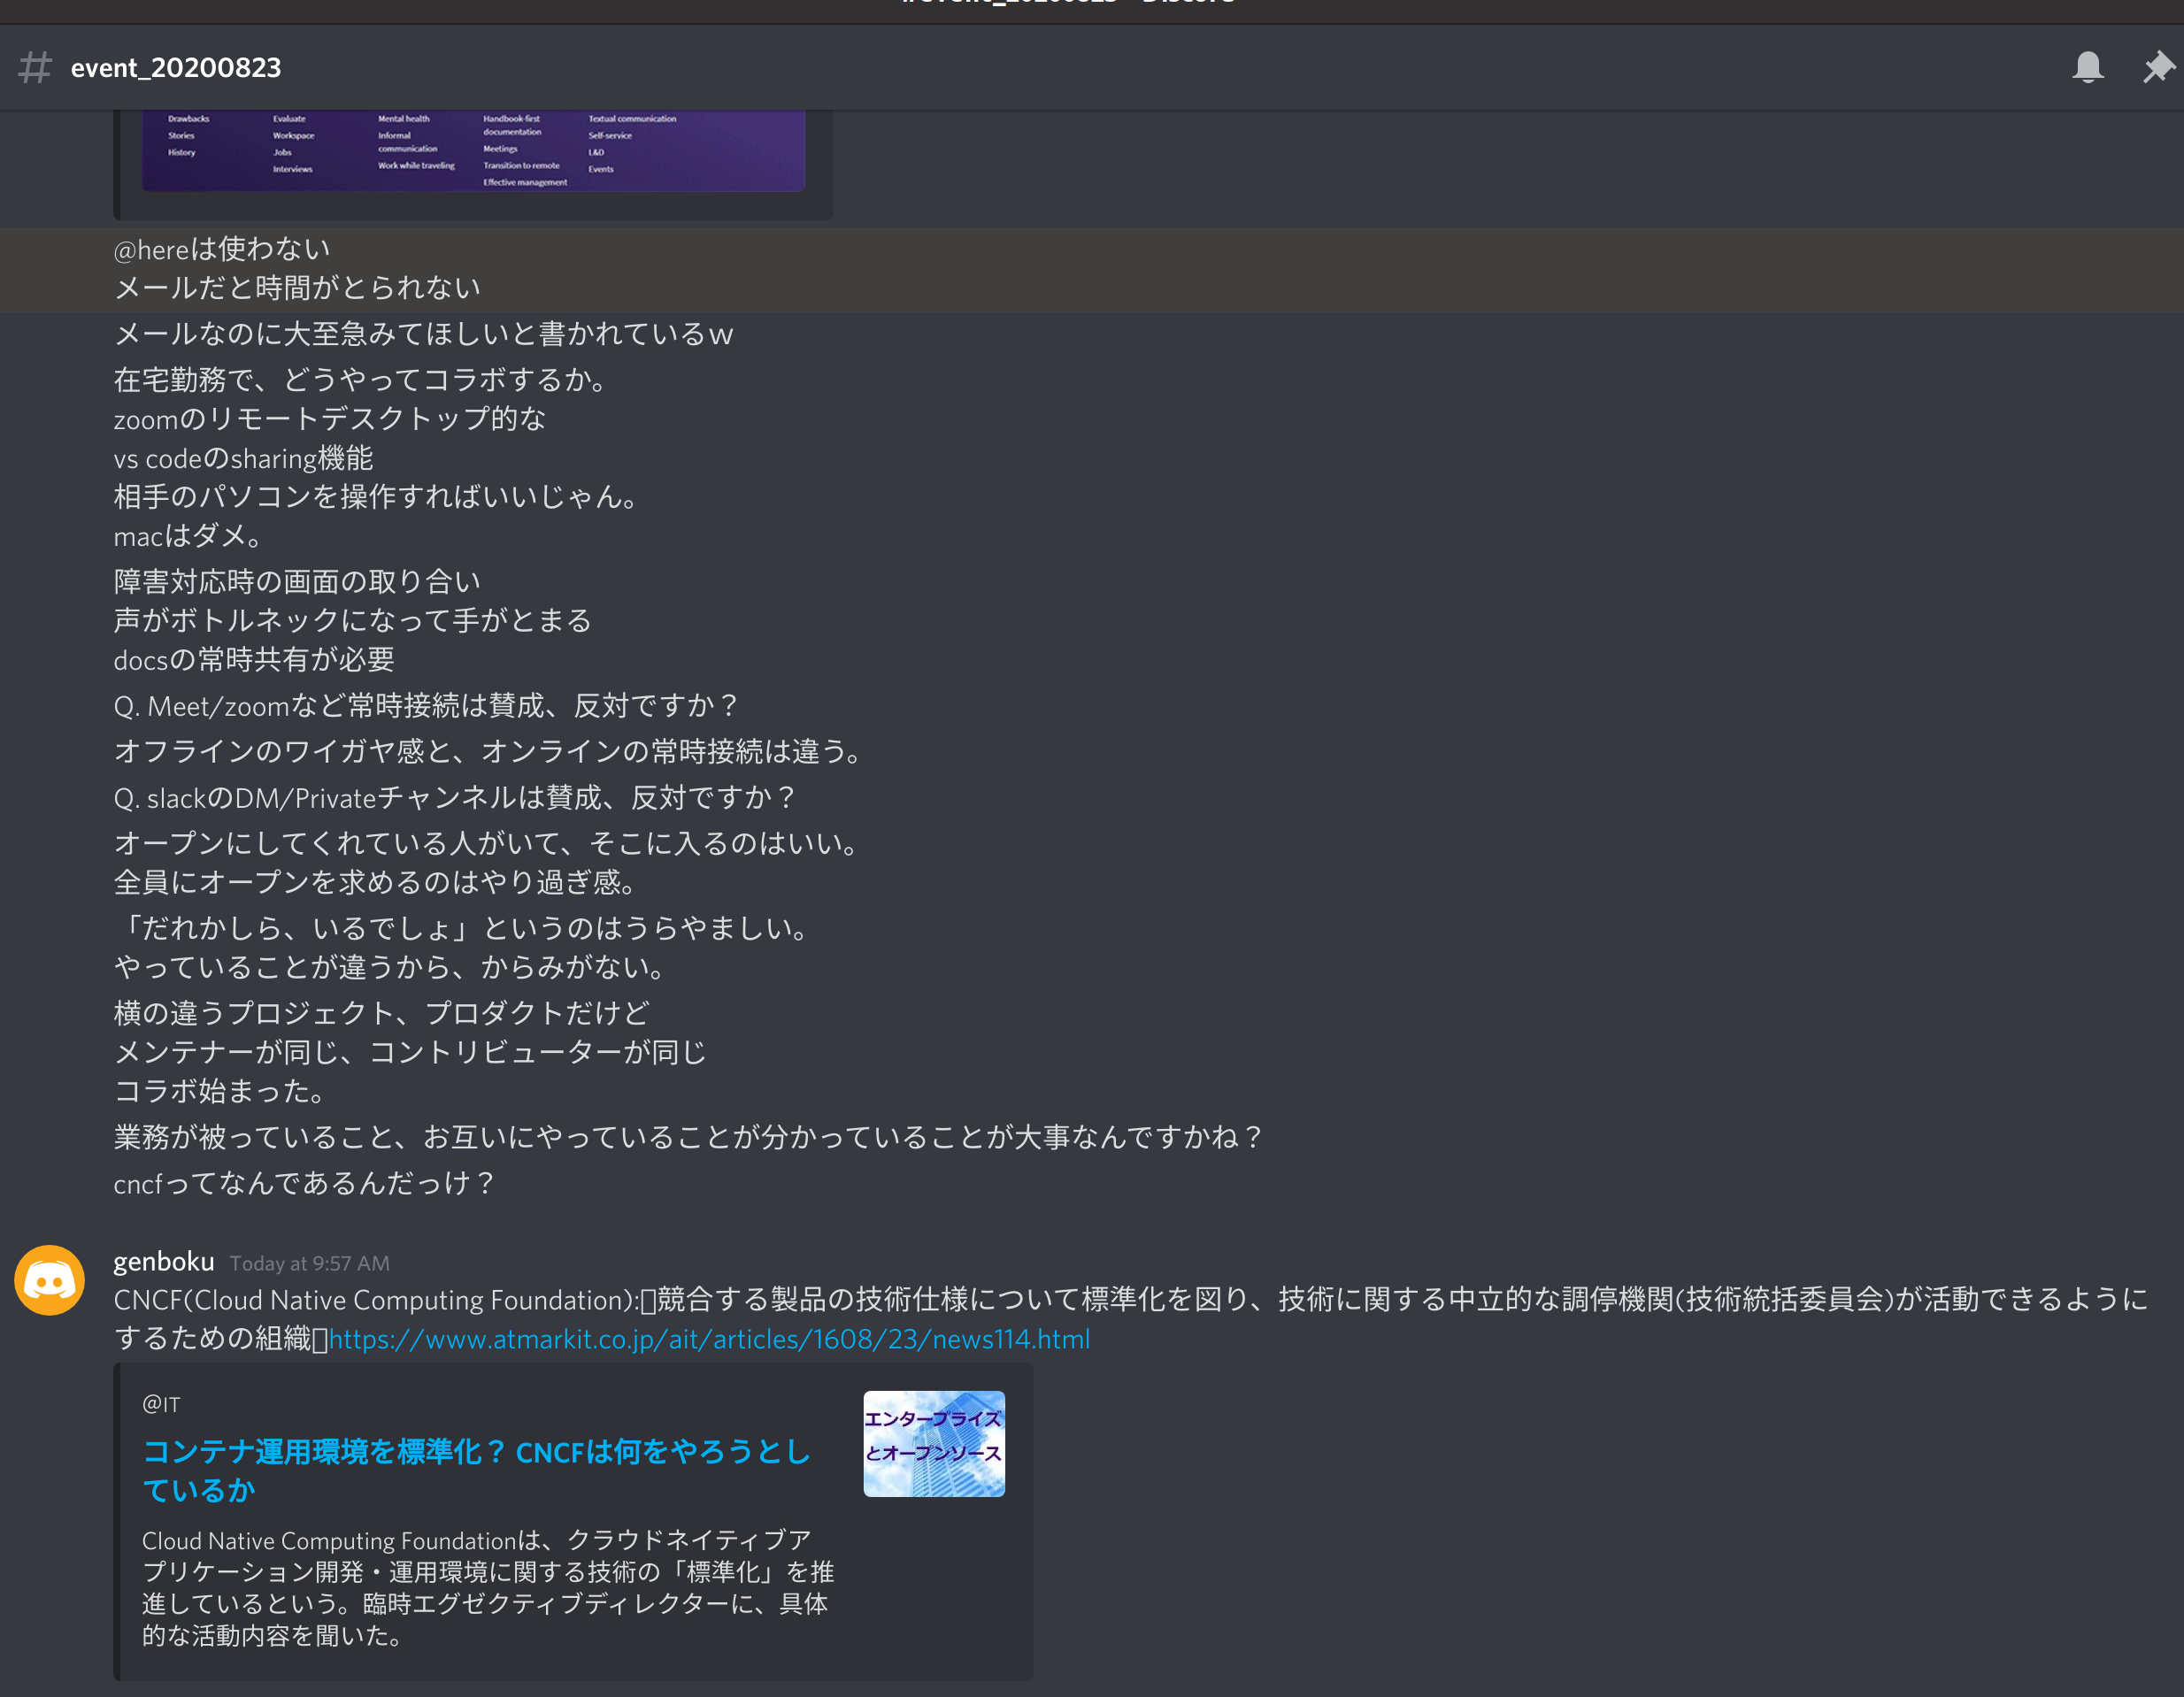 event_20200823
Drawbacks
Stories
History
Evaluate
Workspace
Jobs
Interviews
Mental health
Informal
communication
Work while traveling
Handbook-first
documentation
Meetings
Transition to remote
Effective management
Textual communication
Self-service
L&D
Events
@hereは使わない
メールだと時間がとられない
メールなのに大至急みてほしいと書かれているｗ
在宅勤務で、どうやってコラボするか。
zoomのリモートデスクトップ的な
vs codeのsharing機能
相手のパソコンを操作すればいいじゃん。
macはダメ。
障害対応時の画面の取り合い
声がボトルネックになって手がとまる
docsの常時共有が必要
Q. Meet/zoomなど常時接続は賛成、反対ですか？
オフラインのワイガヤ感と、オンラインの常時接続は違う。
Q. slackのDM/Privateチャンネルは賛成、反対ですか？
オープンにしてくれている人がいて、そこに入るのはいい。
全員にオープンを求めるのはやり過ぎ感。
「だれかしら、いるでしょ」というのはうらやましい。
やっていることが違うから、からみがない。
横の違うプロジェクト、プロダクトだけど
メンテナーが同じ、コントリビューターが同じ
コラボ始まった。
業務が被っていること、お互いにやっていることが分かっていることが大事なんですかね？
cncfってなんであるんだっけ？
genboku Today at 9:57 AM
CNCF(Cloud Native Computing Foundation):競合する製品の技術仕様について標準化を図り、技術に関する中立的な調停機関(技術統括委員会)が活動できるように
するための組織https://www.atmarkit.co.jp/ait/articles/1608/23/news114.html
@IT
コンテナ運用環境を標準化？ CNCFは何をやろうとし
ているか
エンタープライズ
とオープンソース
Cloud Native Computing Foundationは、クラウドネイティブア
プリケーション開発・運用環境に関する技術の「標準化」を推
進しているという。臨時エグゼクティブディレクターに、具体
的な活動内容を聞いた。